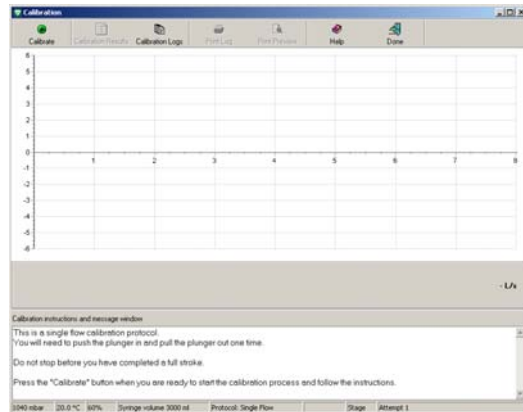 Calibration
Calibrate Calibration Results Calibration Logs Print Log Print Preview Help Done
6
5
4
3
2
1
0
1 2 3 4 5 6 7 8
-1
-2
-3
-4
-5
-6
- L/s
Calibration instructions and message window
This is a single flow calibration protocol.
You will need to push the plunger in and pull the plunger out one time.
Do not stop before you have completed a full stroke.
Press the "Calibrate" button when you are ready to start the calibration process and follow the instructions.
1040 mbar 20.0 °C 60% Syringe volume 3000 ml Protocol: Single Flow Stage Attempt 1